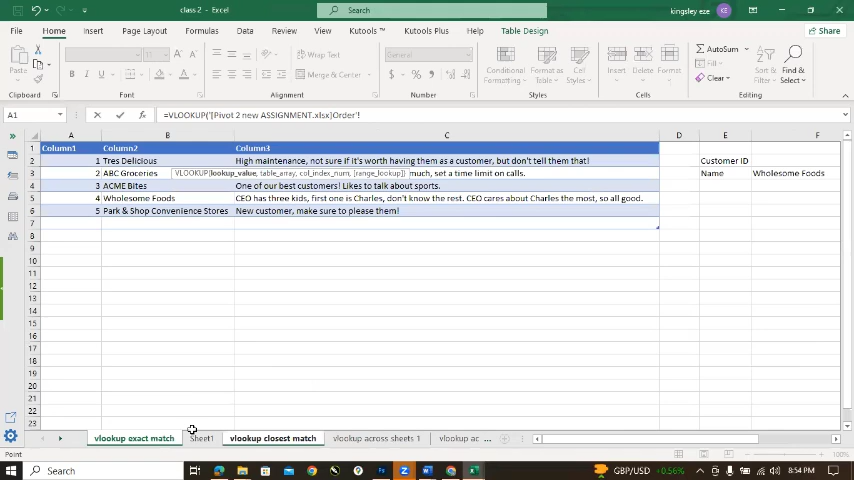 class 2 - Excel
Search
kingsley eze
KE
File Home Insert Draw Page Layout Formulas Data Review View Kutools ™ Kutools Plus Help Table Design
Share
Paste
Clipboard
B I U
Font
Wrap Text
Merge & Center
Alignment
General
$ % ,
Number
Conditional Formatting
Format as Table
Cell Styles
Styles
Insert Delete Format
Cells
AutoSum
Fill
Clear
Sort & Filter
Find & Select
Editing
A1
=VLOOKUP('[Pivot 2 new ASSIGNMENT.xlsx]Order'!
A B C D E F
1 Column1 Column2 Column3
2 1 Tres Delicious High maintenance, not sure if it's worth having them as a customer, but don't tell them that! Customer ID
3 2 ABC Groceries VLOOKUP(lookup_value, table_array, col_index_num, [range_lookup]) much, set a time limit on calls. Name Wholesome Foods
4 3 ACME Bites One of our best customers! Likes to talk about sports.
5 4 Wholesome Foods CEO has three kids, first one is Charles, don't know the rest. CEO cares about Charles the most, so all good.
6 5 Park & Shop Convenience Stores New customer, make sure to please them!
7
8
9
10
11
12
13
14
15
16
17
18
19
20
21
22
23
vlookup exact match Sheet1 vlookup closest match vlookup across sheets 1 vlookup ac ...
Point
100%
Search
GBP/USD +0.56%
8:54 PM